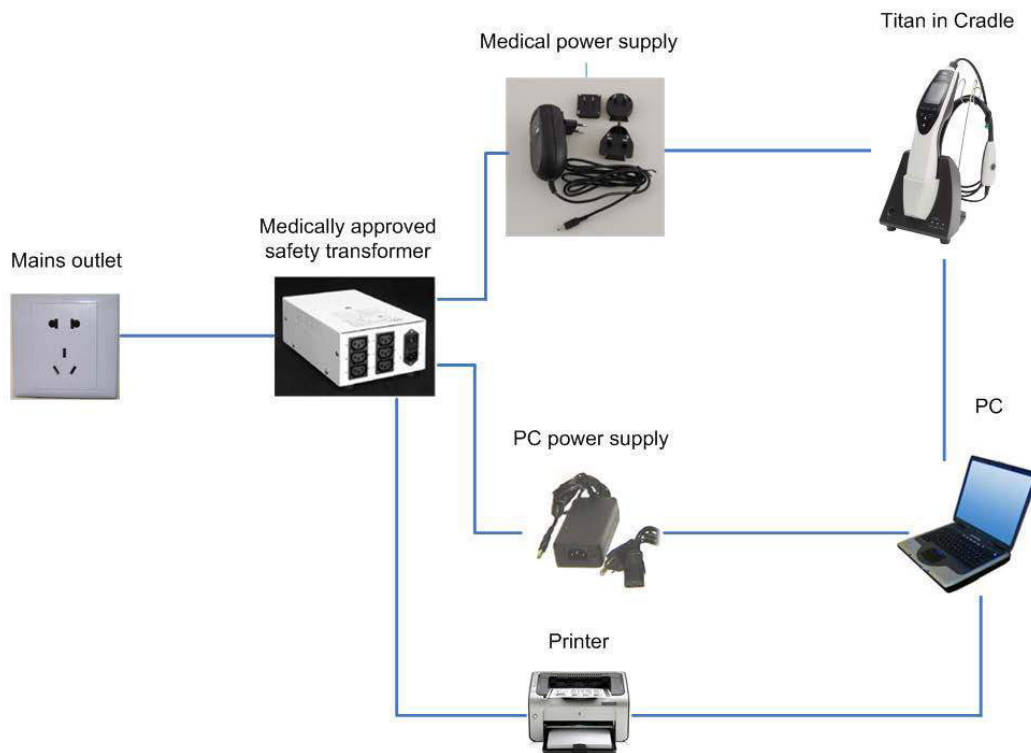 Titan in Cradle
Medical power supply
Medically approved
safety transformer
Mains outlet
PC
PC power supply
Printer